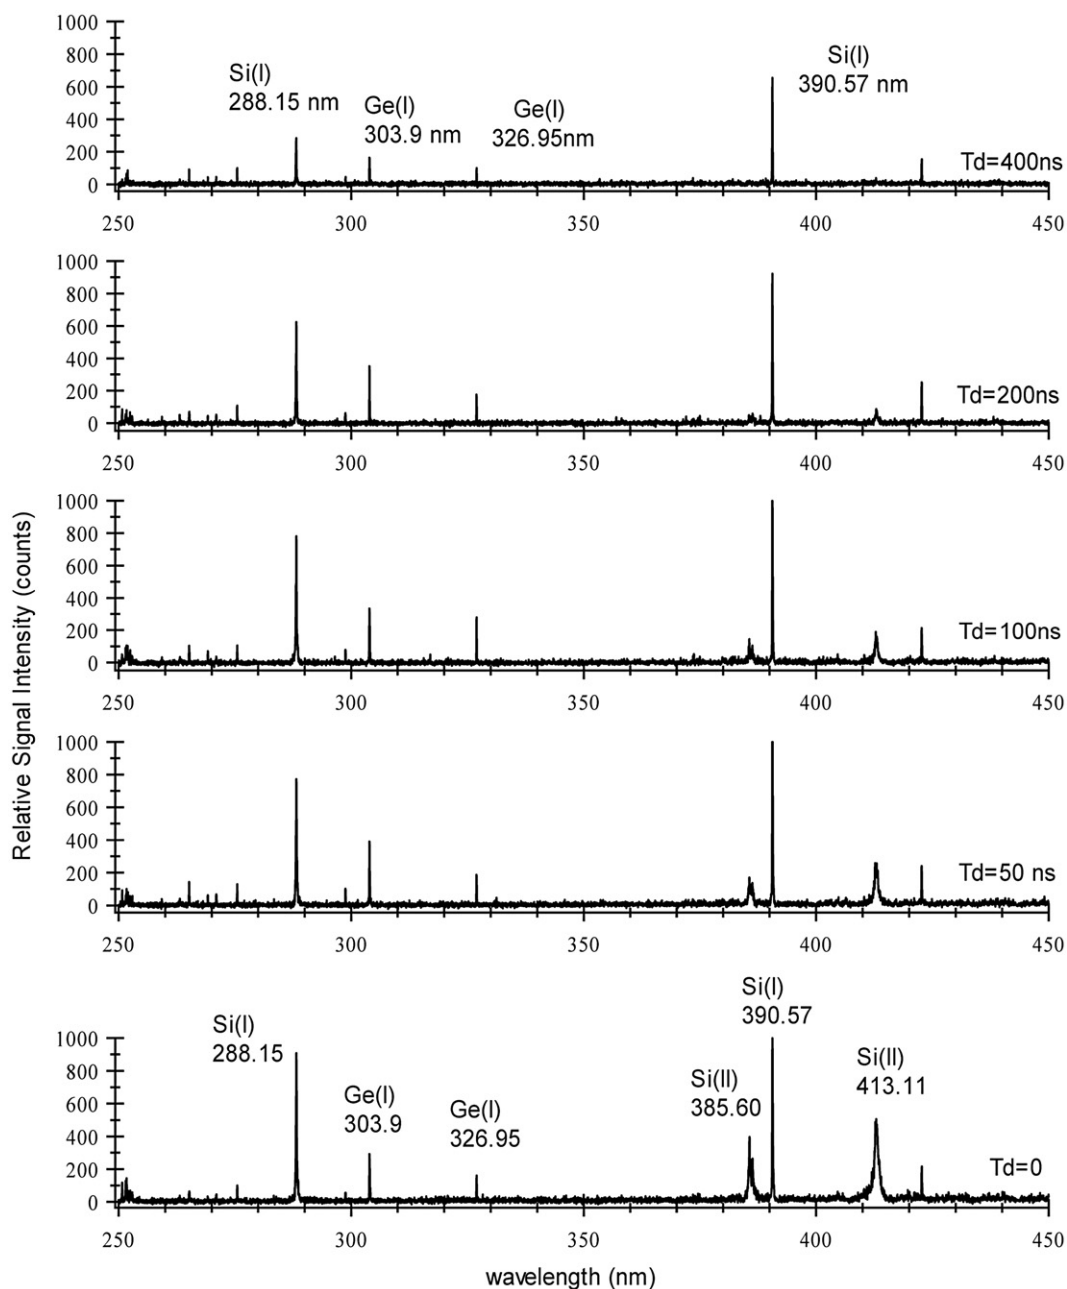 1000
800
Si(I)
Si(I)
600
288.15 nm
Ge(I)
Ge(I)
390.57 nm
400
303.9 nm
326.95nm
200
Td=400ns
0
250
300
350
400
450
1000
800
600
400
200
Td=200ns
0
250
300
350
400
450
1000
800
600
400
200
Td=100ns
0
250
300
350
400
450
Relative Signal Intensity (counts)
1000
800
600
400
200
Td=50 ns
0
250
300
350
400
450
Si(I)
390.57
Si(I)
288.15
1000
800
Si(II)
413.11
Si(II)
385.60
600
Ge(I)
303.9
Ge(I)
326.95
400
200
Td=0
0
250
300
350
400
450
wavelength (nm)